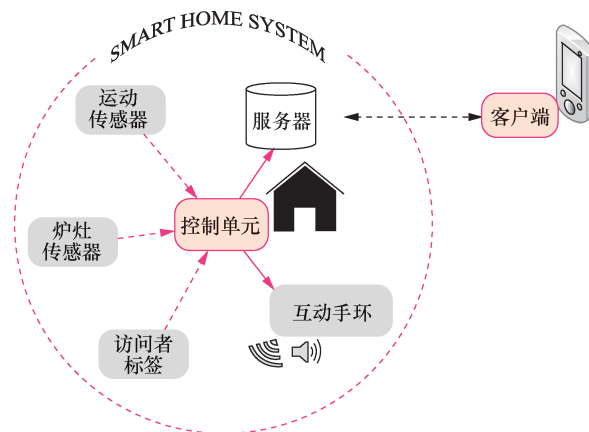 SMART HOME SYSTEM
运动
传感器
服务器
客户端
炉灶
传感器
控制单元
互动手环
访问者
标签